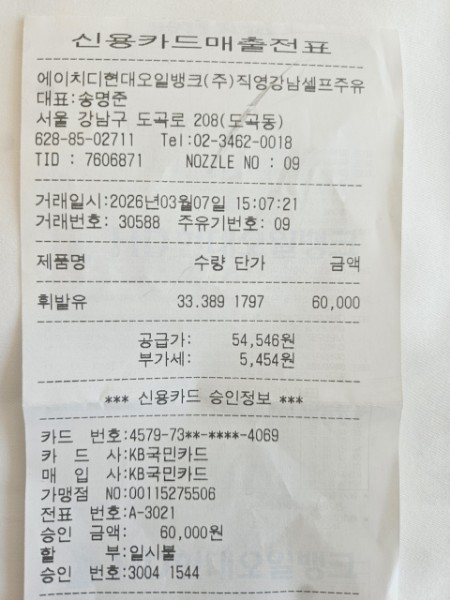 신용카드매출전표
에이치디현대오일뱅크(주)직영강남셀프주유
대표:송명준
서울 강남구 도곡로 208(도곡동)
628-85-02711 Tel:02-3462-0018
TID : 7606871 NOZZLE NO : 09
거래일시:2026년03월07일 15:07:21
거래번호: 30588 주유기번호: 09
제품명 수량 단가 금액
휘발유 33.389 1797 60,000
공급가: 54,546원
부가세: 5,454원
*** 신용카드 승인정보 ***
카드 번호:4579-73**-****-4069
카 드 사:KB국민카드
매 입 사:KB국민카드
가맹점 NO:00115275506
전표 번호:A-3021
승인 금액: 60,000원
할 부:일시불
승인 번호:3004 1544